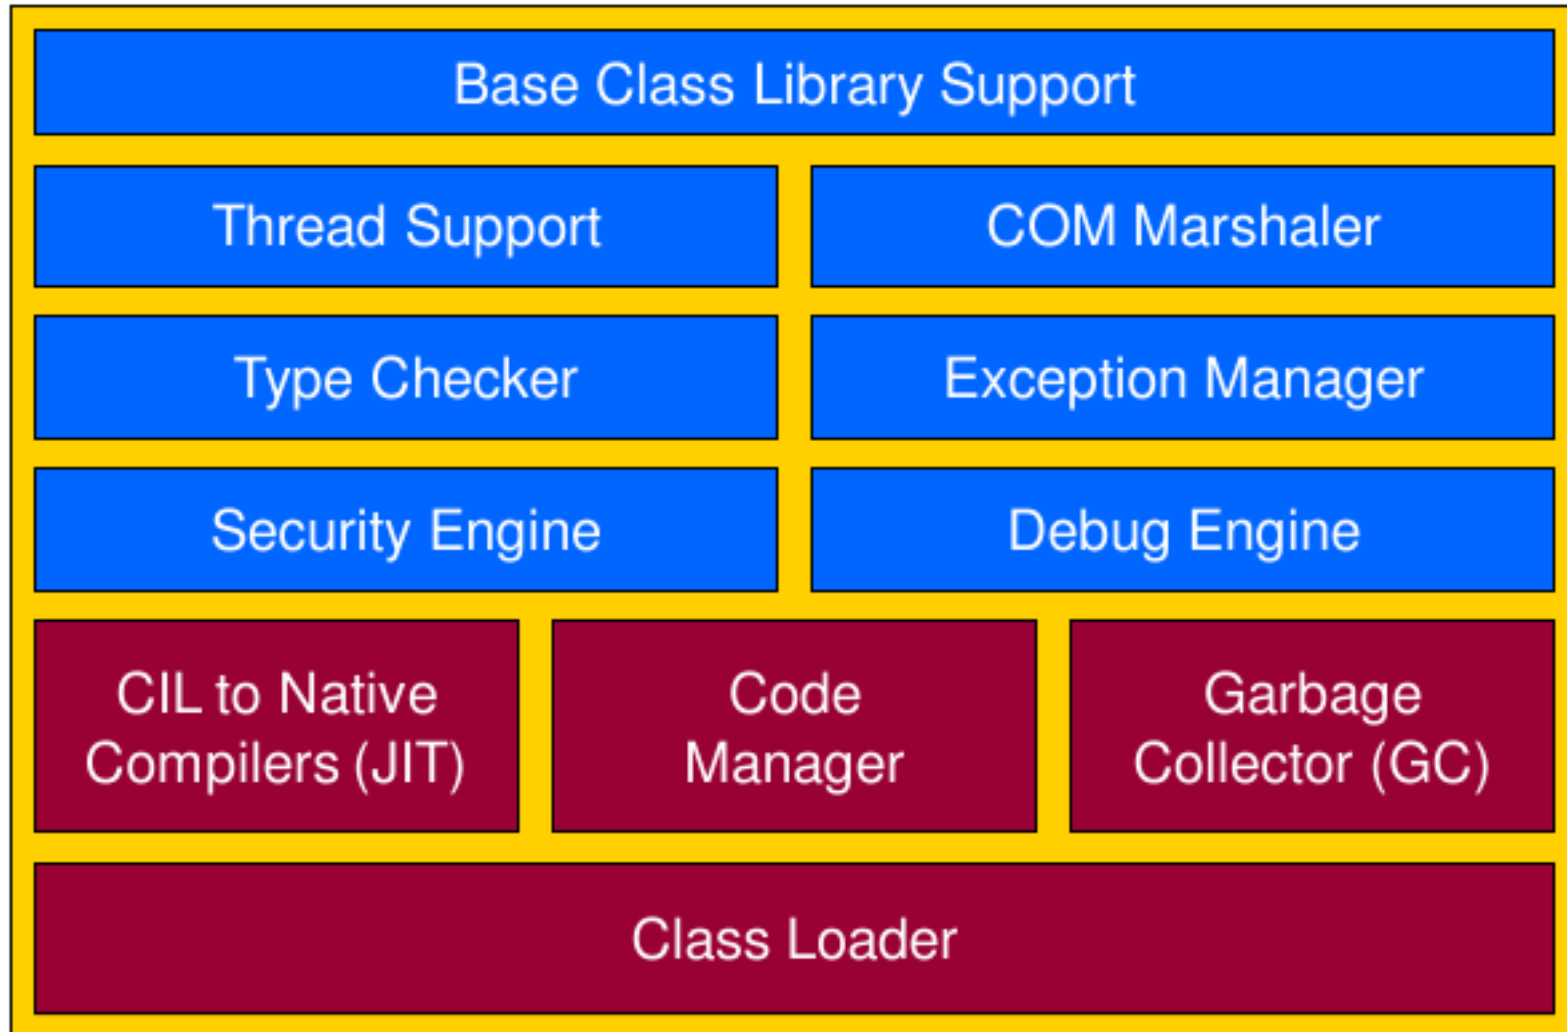 Base Class Library Support
Thread Support
COM Marshaler
Type Checker
Exception Manager
Security Engine
Debug Engine
CIL to Native
Compilers (JIT)
Code
Manager
Garbage
Collector (GC)
Class Loader